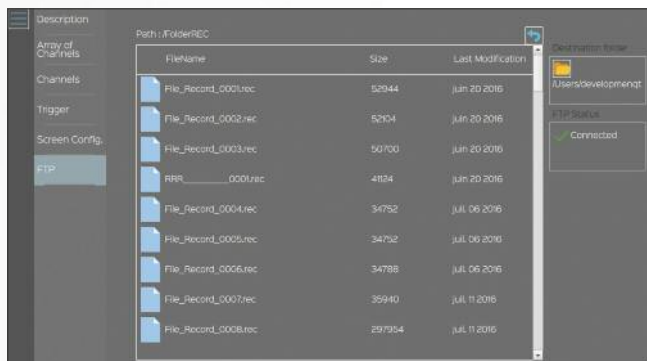 Description
Array of
Channels
Channels
Trigger
Screen Config.
FTP
Path : /FolderREC
FileName Size Last Modification
File_Record_0001.rec 52944 juin 20 2016
File_Record_0002.rec 52104 juin 20 2016
File_Record_0003.rec 50700 juin 20 2016
RRR________0001.rec 41124 juin 20 2016
File_Record_0004.rec 34752 juil. 06 2016
File_Record_0005.rec 34752 juil. 06 2016
File_Record_0006.rec 34788 juil. 06 2016
File_Record_0007.rec 35940 juil. 11 2016
File_Record_0008.rec 297954 juil. 11 2016
Destination folder
/Users/developmenqt
FTP Status
Connected